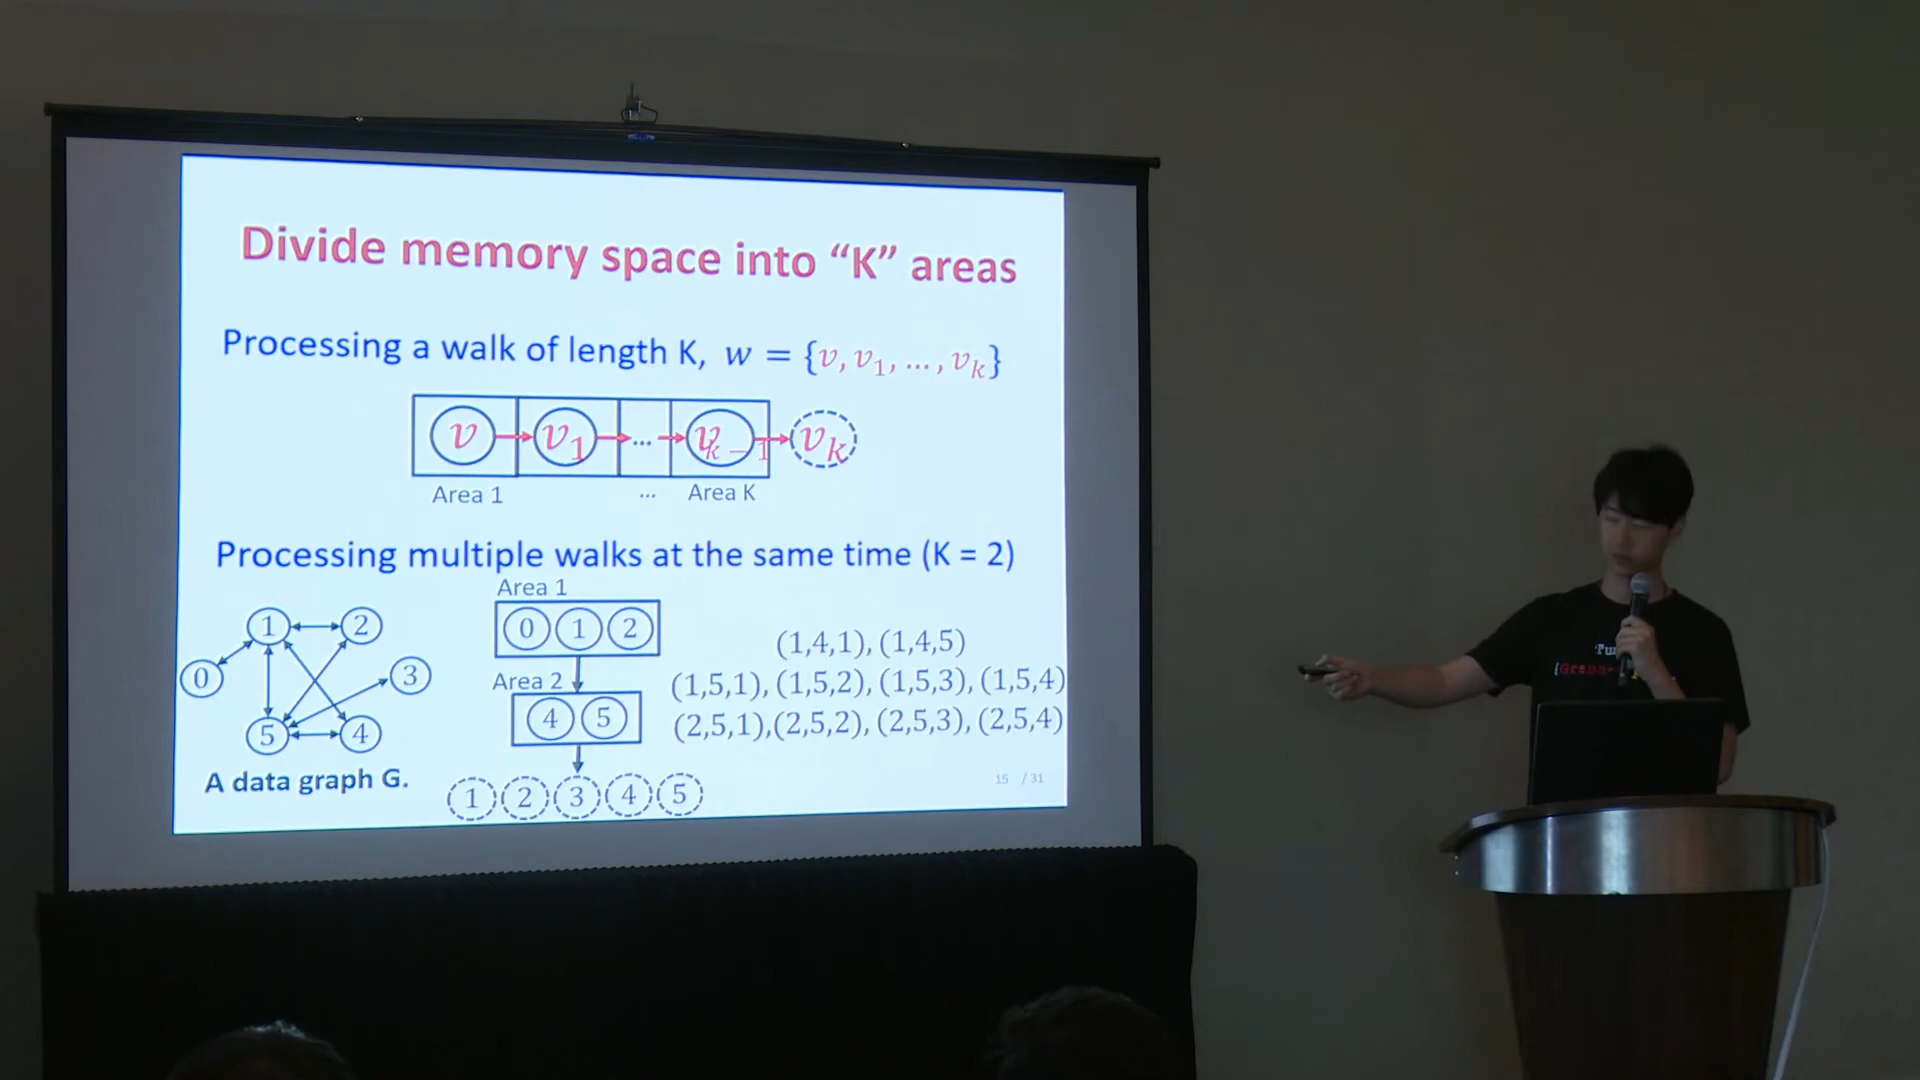 Divide memory space into “K” areas
Processing a walk of length K, w = {v, v₁, ..., vₖ}
v v₁ ... vₖ₋₁ vₖ
Area 1 ... Area K
Processing multiple walks at the same time (K = 2)
Area 1
0 1 2
Area 2
4 5
1 2 3 4 5
1 2
0 3
5 4
A data graph G.
(1,4,1), (1,4,5)
(1,5,1), (1,5,2), (1,5,3), (1,5,4)
(2,5,1),(2,5,2), (2,5,3), (2,5,4)
15 / 31